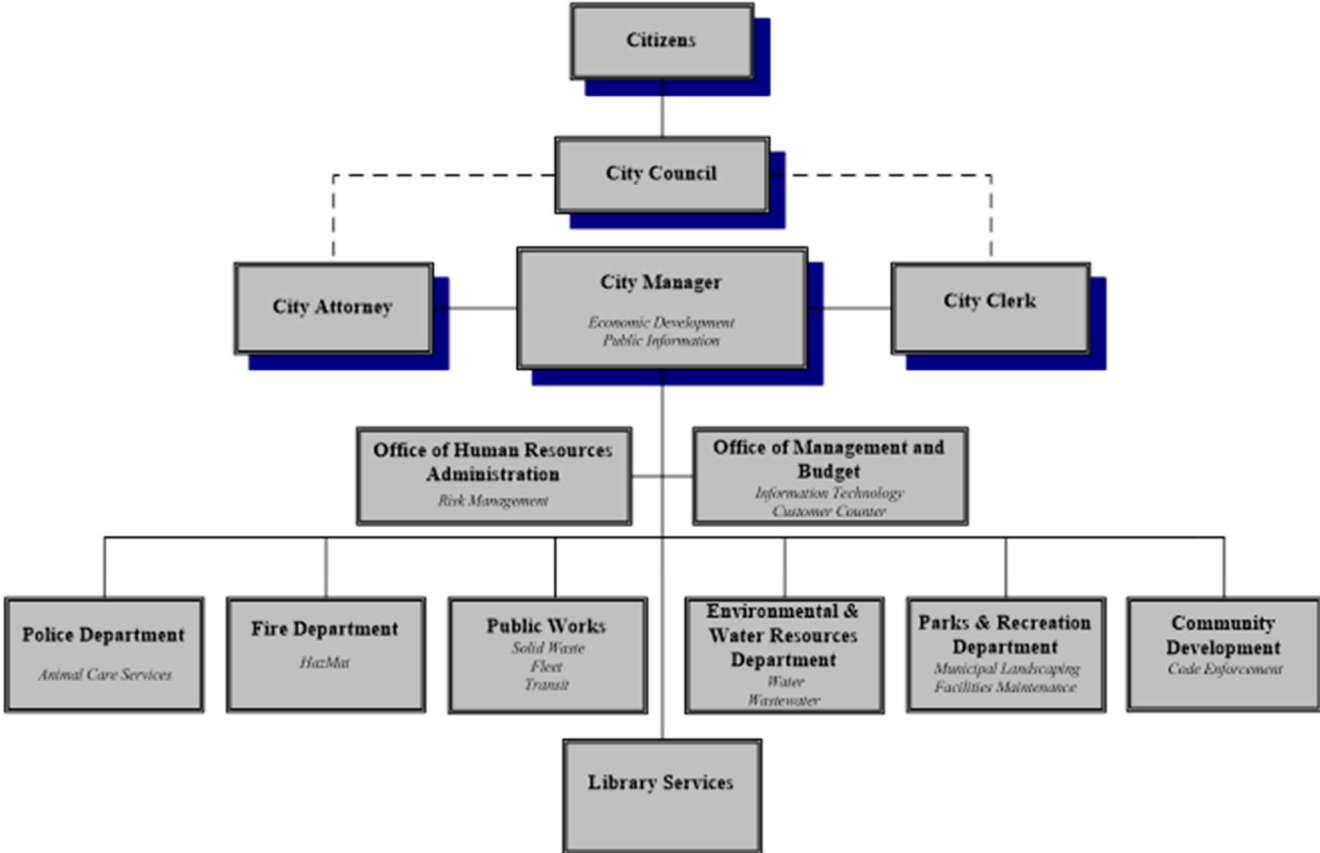 Citizens
City Council
City Attorney
City Manager
Economic Development
Public Information
City Clerk
Office of Human Resources
Administration
Risk Management
Office of Management and
Budget
Information Technology
Customer Counter
Police Department
Animal Care Services
Fire Department
HazMat
Public Works
Solid Waste
Fleet
Transit
Environmental &
Water Resources
Department
Water
Wastewater
Parks & Recreation
Department
Municipal Landscaping
Facilities Maintenance
Community
Development
Code Enforcement
Library Services